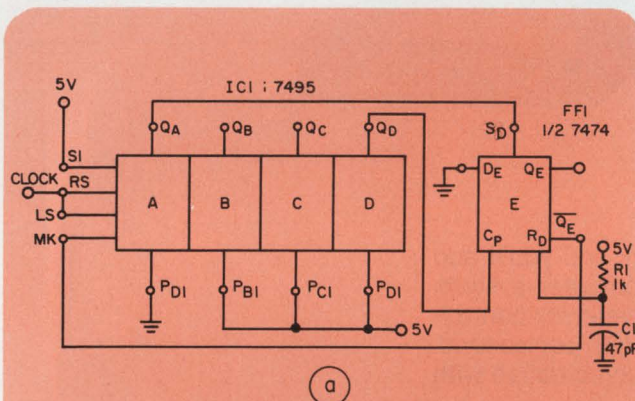 IC1 ; 7495
5V
QA
QB
QC
QD
SD
FF1
1/2 7474
S1
CLOCK
RS
LS
MK
A
B
C
D
DE
QE
E
CP
RD
QE
5V
R1
1k
PD1
PB1
PC1
PD1
5V
C1
47pF
a